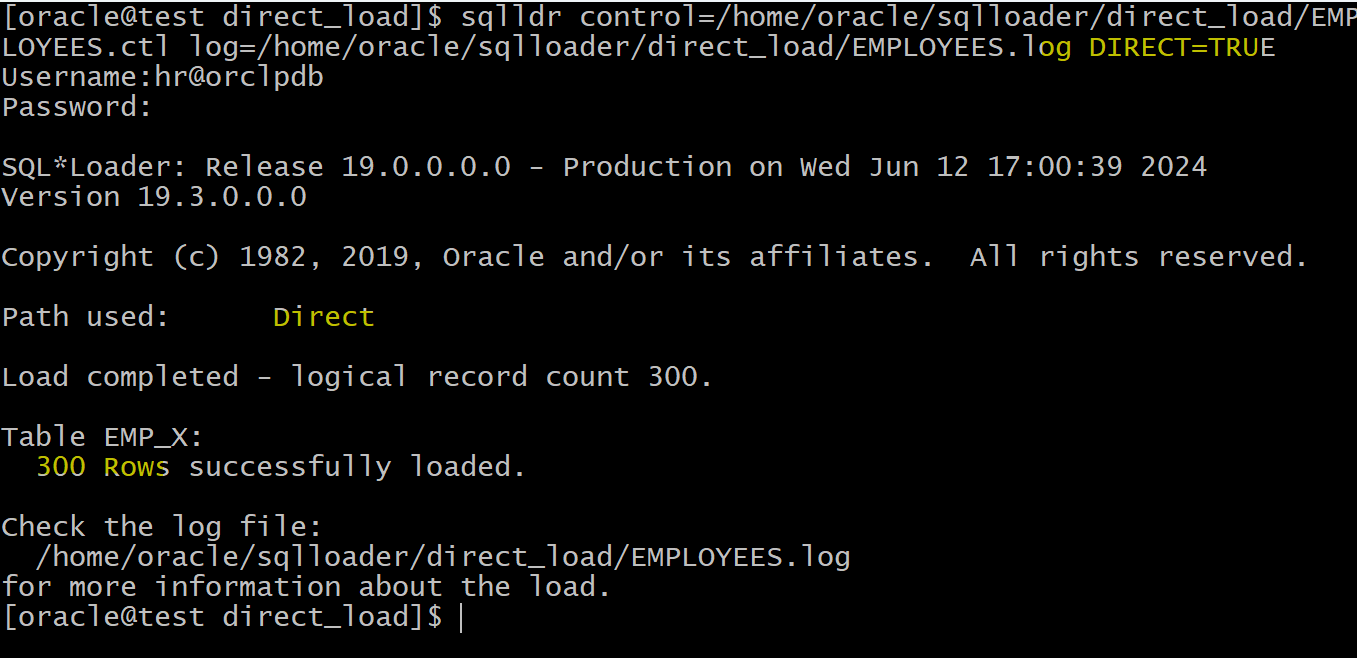 [oracle@test direct_load]$ sqlldr control=/home/oracle/sqlloader/direct_load/EMP
LOYEES.ctl log=/home/oracle/sqlloader/direct_load/EMPLOYEES.log DIRECT=TRUE
Username:hr@orclpdb
Password:
SQL*Loader: Release 19.0.0.0.0 - Production on Wed Jun 12 17:00:39 2024
Version 19.3.0.0.0
Copyright (c) 1982, 2019, Oracle and/or its affiliates.  All rights reserved.
Path used:      Direct
Load completed - logical record count 300.
Table EMP_X:
  300 Rows successfully loaded.
Check the log file:
  /home/oracle/sqlloader/direct_load/EMPLOYEES.log
for more information about the load.
[oracle@test direct_load]$